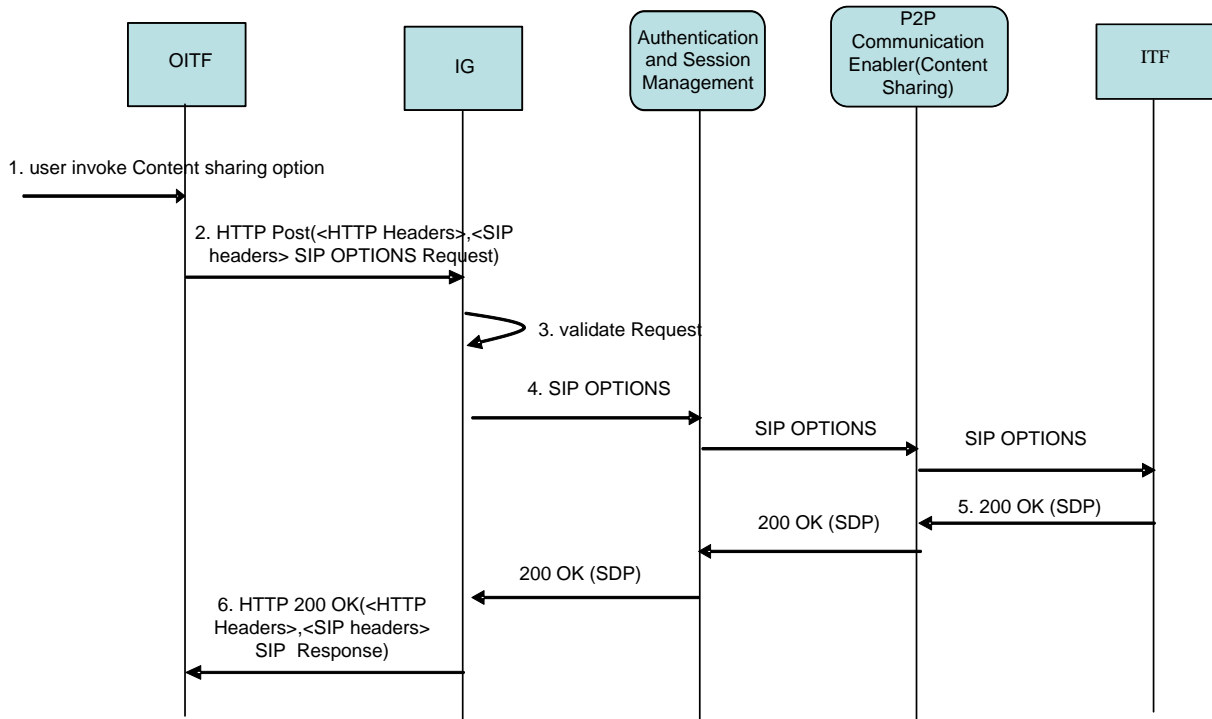 OITF
IG
Authentication
and Session
Management
P2P
Communication
Enabler(Content
Sharing)
ITF
1. user invoke Content sharing option
2. HTTP Post(<HTTP Headers>,<SIP
headers> SIP OPTIONS Request)
3. validate Request
4. SIP OPTIONS
SIP OPTIONS
SIP OPTIONS
5. 200 OK (SDP)
200 OK (SDP)
200 OK (SDP)
6. HTTP 200 OK(<HTTP
Headers>,<SIP headers>
SIP  Response)